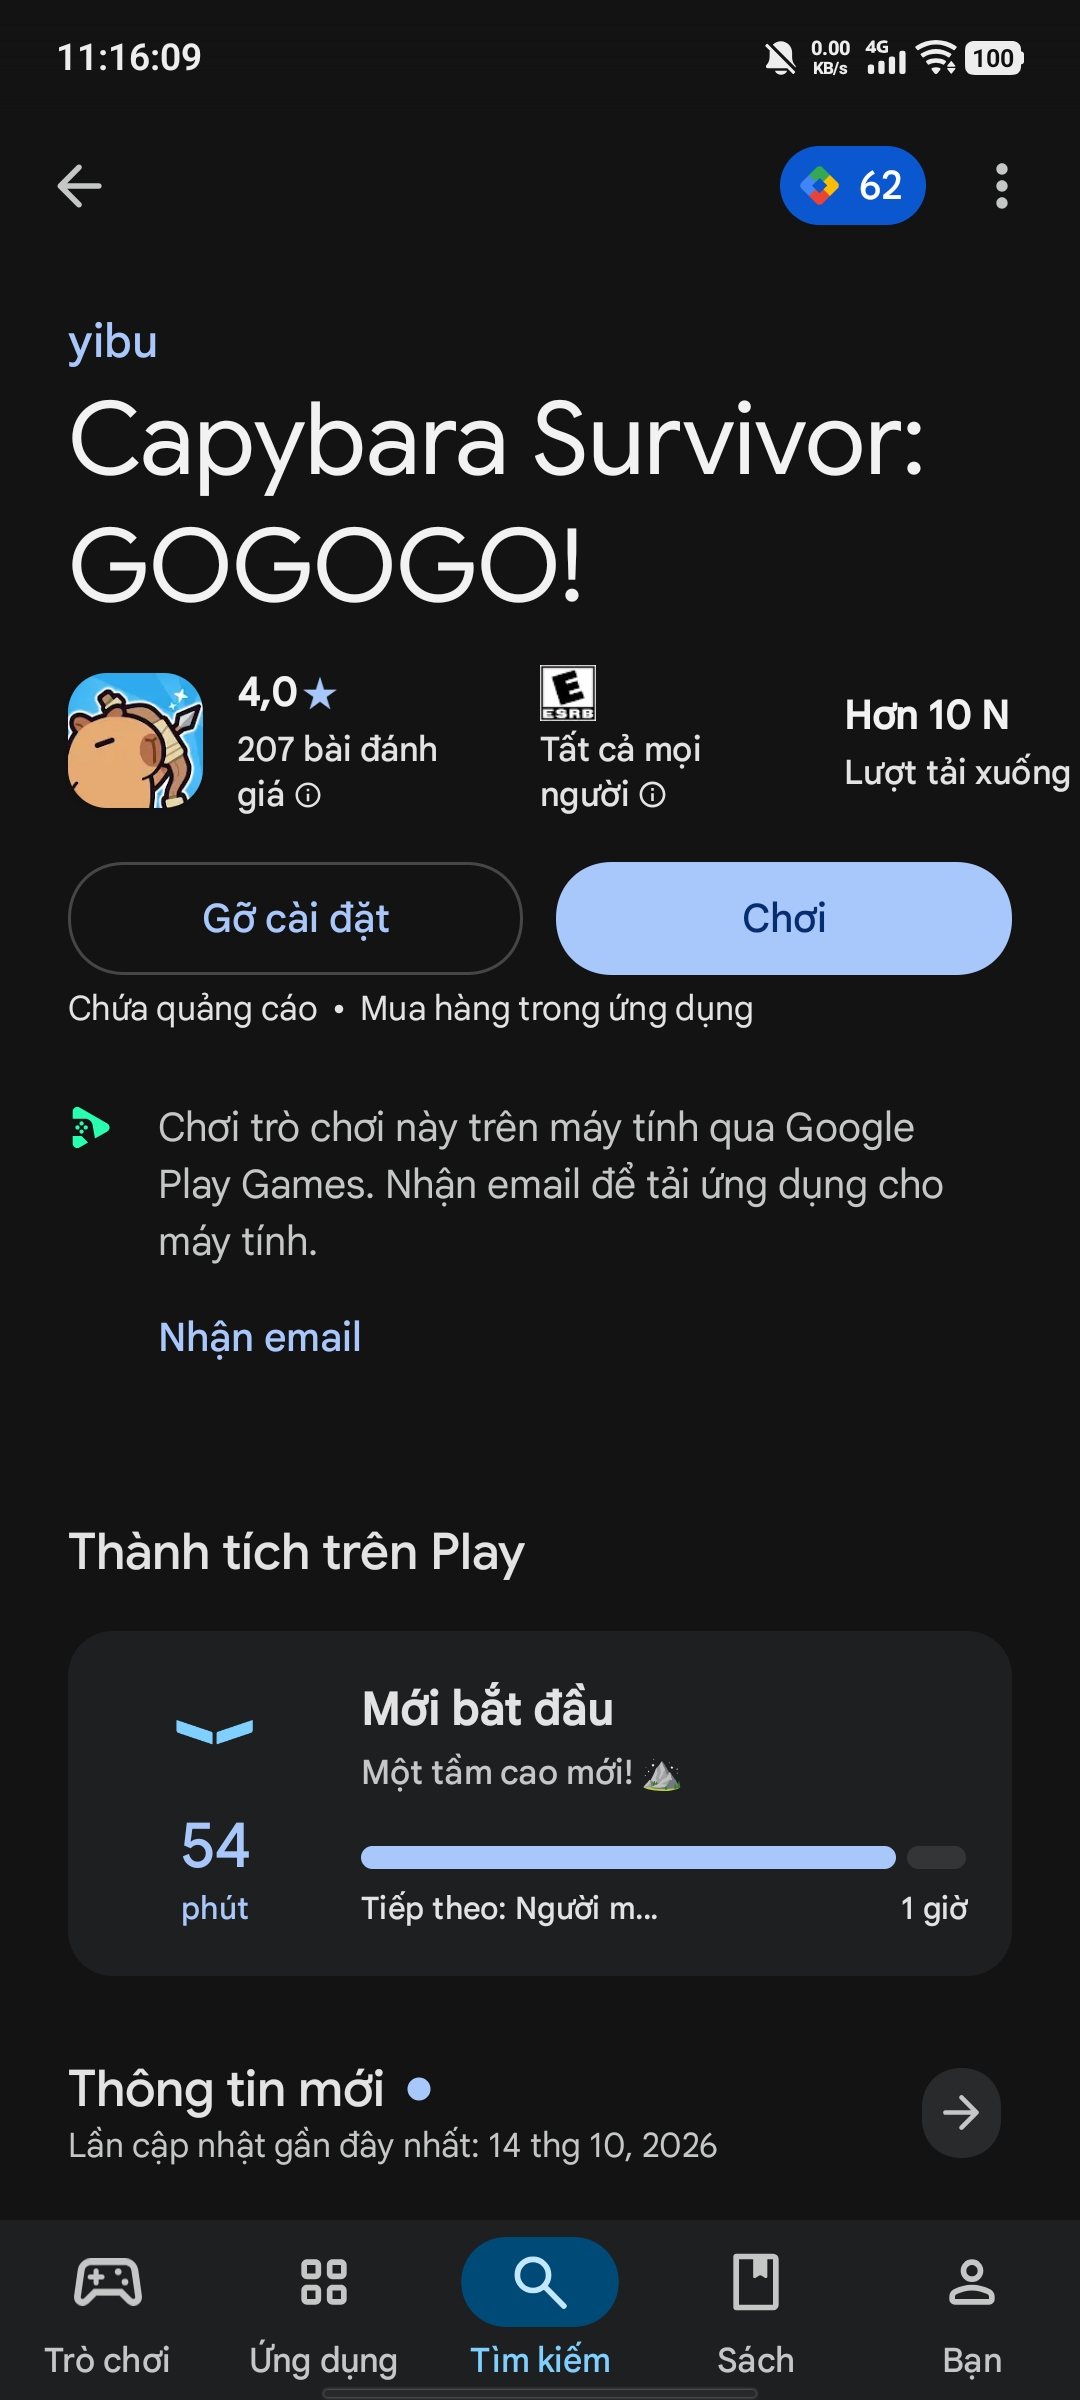 11:16:09
0.00
KB/s
4G
100
62
yibu
Capybara Survivor:
GOGOGO!
4,0★
E
ESRB
Hơn 10 N
207 bài đánh
giá
Tất cả mọi
người
Lượt tải xuống
Gỡ cài đặt
Chơi
Chứa quảng cáo • Mua hàng trong ứng dụng
Chơi trò chơi này trên máy tính qua Google
Play Games. Nhận email để tải ứng dụng cho
máy tính.
Nhận email
Thành tích trên Play
Mới bắt đầu
Một tầm cao mới!
54
phút
Tiếp theo: Người m...
1 giờ
Thông tin mới
Lần cập nhật gần đây nhất: 14 thg 10, 2026
Trò chơi
Ứng dụng
Tìm kiếm
Sách
Bạn